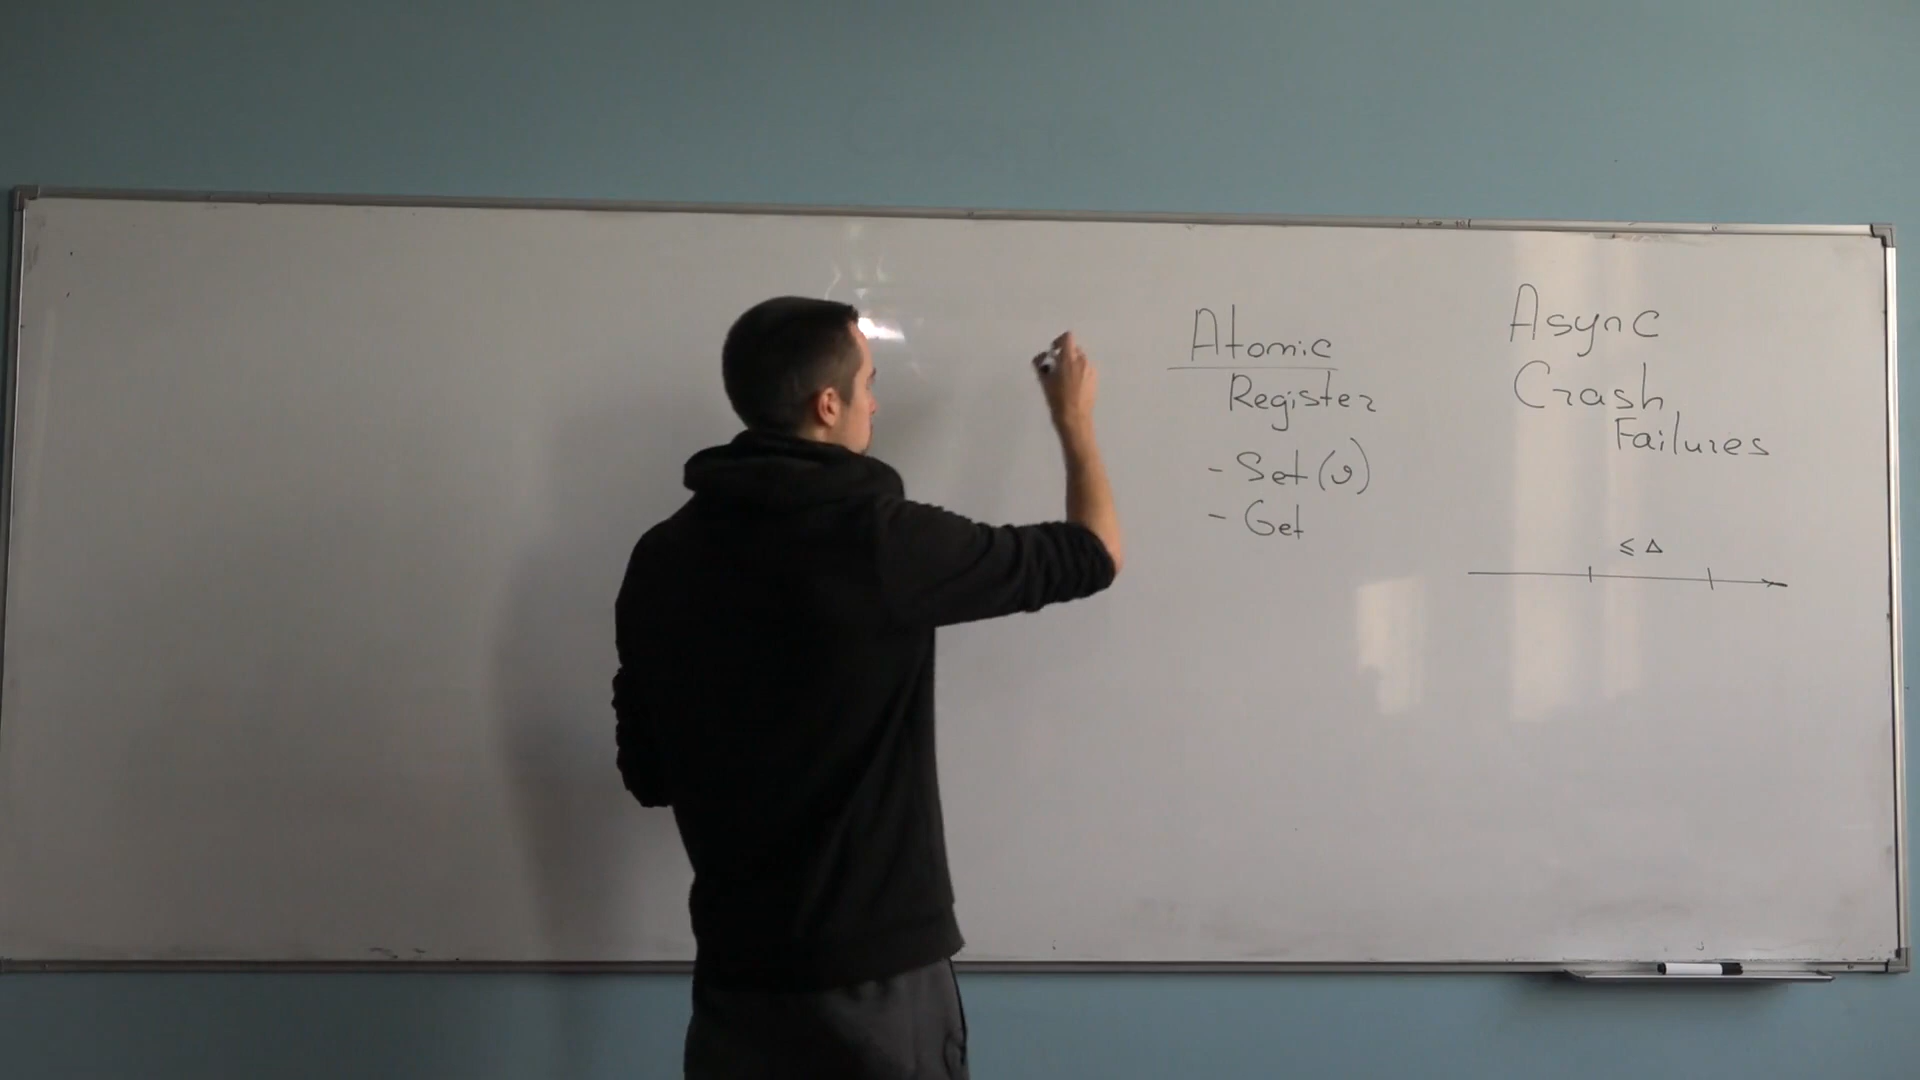 Atomic
Register
- Set(v)
- Get
Async
Crash
Failures
≤ Δ